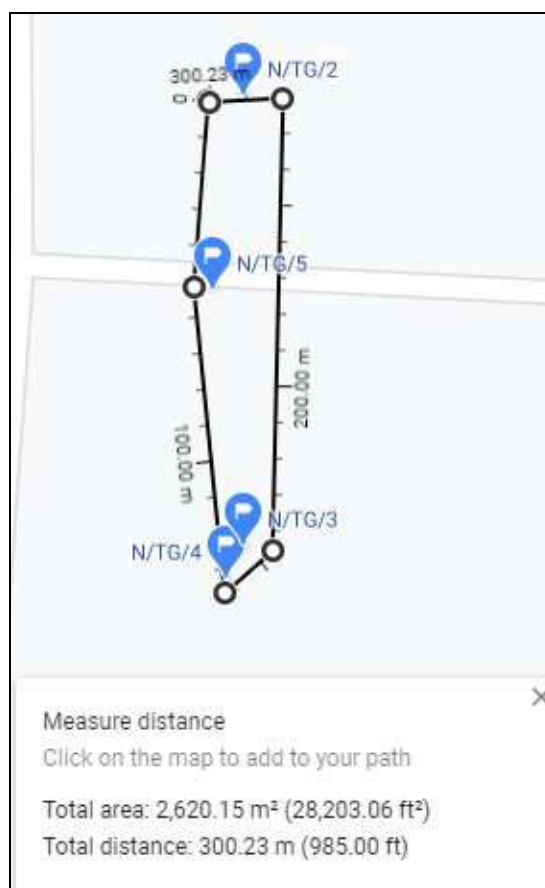 N/TG/2
300.23 m
0
N/TG/5
200.00 m
100.00 m
N/TG/3
N/TG/4
Measure distance
Click on the map to add to your path
Total area: 2,620.15 m² (28,203.06 ft²)
Total distance: 300.23 m (985.00 ft)